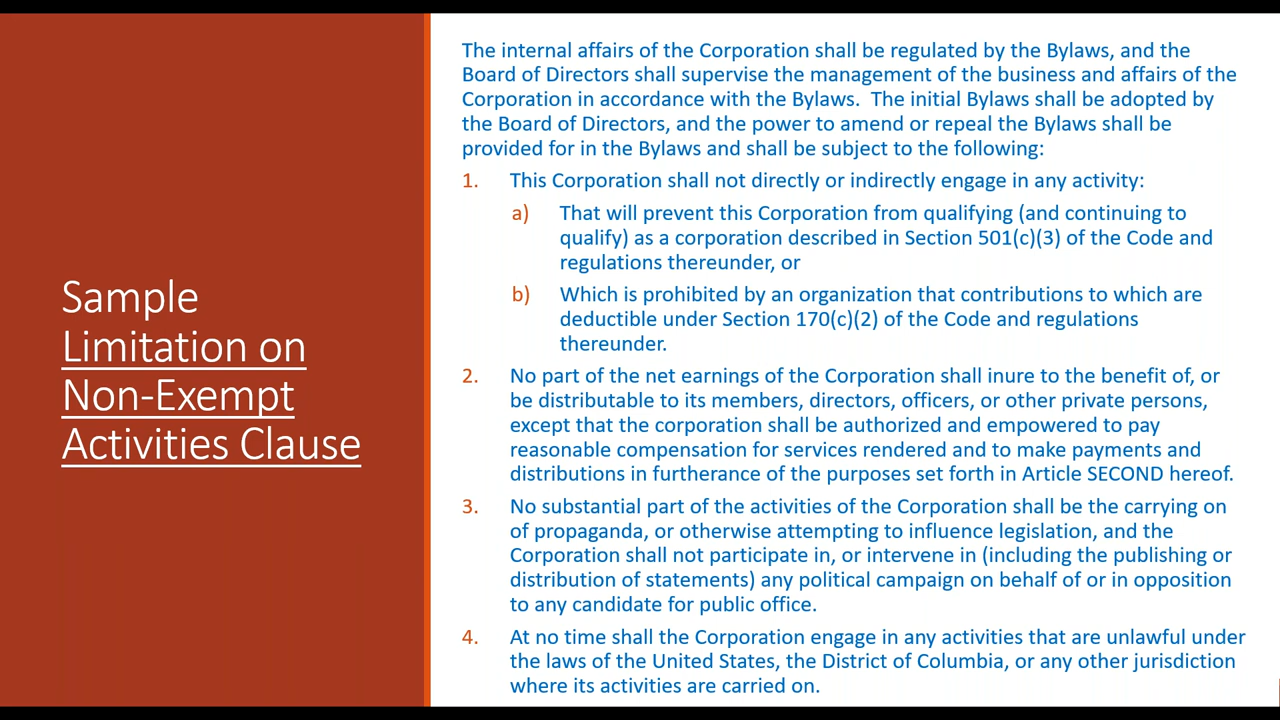 Sample
Limitation on
Non-Exempt
Activities Clause
The internal affairs of the Corporation shall be regulated by the Bylaws, and the
Board of Directors shall supervise the management of the business and affairs of the
Corporation in accordance with the Bylaws.  The initial Bylaws shall be adopted by
the Board of Directors, and the power to amend or repeal the Bylaws shall be
provided for in the Bylaws and shall be subject to the following:
1. This Corporation shall not directly or indirectly engage in any activity:
a) That will prevent this Corporation from qualifying (and continuing to
qualify) as a corporation described in Section 501(c)(3) of the Code and
regulations thereunder, or
b) Which is prohibited by an organization that contributions to which are
deductible under Section 170(c)(2) of the Code and regulations
thereunder.
2. No part of the net earnings of the Corporation shall inure to the benefit of, or
be distributable to its members, directors, officers, or other private persons,
except that the corporation shall be authorized and empowered to pay
reasonable compensation for services rendered and to make payments and
distributions in furtherance of the purposes set forth in Article SECOND hereof.
3. No substantial part of the activities of the Corporation shall be the carrying on
of propaganda, or otherwise attempting to influence legislation, and the
Corporation shall not participate in, or intervene in (including the publishing or
distribution of statements) any political campaign on behalf of or in opposition
to any candidate for public office.
4. At no time shall the Corporation engage in any activities that are unlawful under
the laws of the United States, the District of Columbia, or any other jurisdiction
where its activities are carried on.